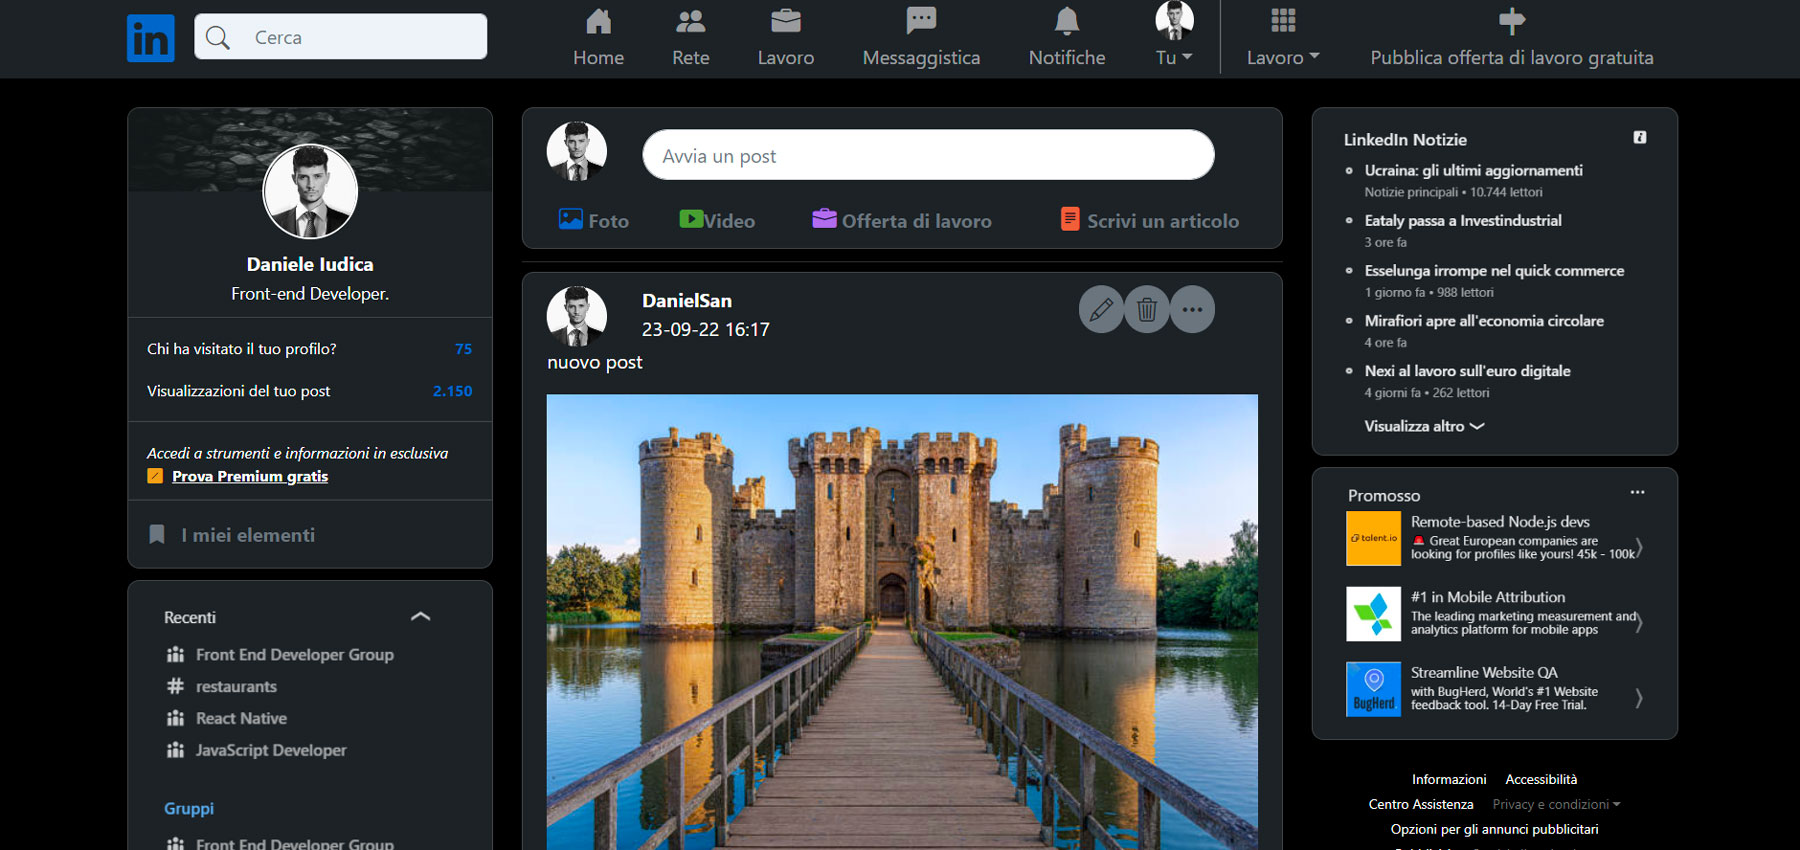 in
Cerca
Home
Rete
Lavoro
Messaggistica
Notifiche
Tu
Lavoro
Pubblica offerta di lavoro gratuita
Daniele Iudica
Front-end Developer.
Chi ha visitato il tuo profilo? 75
Visualizzazioni del tuo post 2.150
Accedi a strumenti e informazioni in esclusiva
Prova Premium gratis
I miei elementi
Recenti
Front End Developer Group
# restaurants
React Native
JavaScript Developer
Gruppi
Front End Developer Group
Avvia un post
Foto
Video
Offerta di lavoro
Scrivi un articolo
DanielSan
23-09-22 16:17
nuovo post
LinkedIn Notizie
Ucraina: gli ultimi aggiornamenti
Notizie principali • 10.744 lettori
Eataly passa a Investindustrial
3 ore fa
Esselunga irrompe nel quick commerce
1 giorno fa • 988 lettori
Mirafiori apre all'economia circolare
4 ore fa
Nexi al lavoro sull'euro digitale
4 giorni fa • 262 lettori
Visualizza altro
Promosso
talent.io
Remote-based Node.js devs
Great European companies are
looking for profiles like yours! 45k - 100k
#1 in Mobile Attribution
The leading marketing measurement and
analytics platform for mobile apps
BugHerd
Streamline Website QA
with BugHerd, World's #1 Website
feedback tool. 14-Day Free Trial.
Informazioni Accessibilità
Centro Assistenza Privacy e condizioni
Opzioni per gli annunci pubblicitari